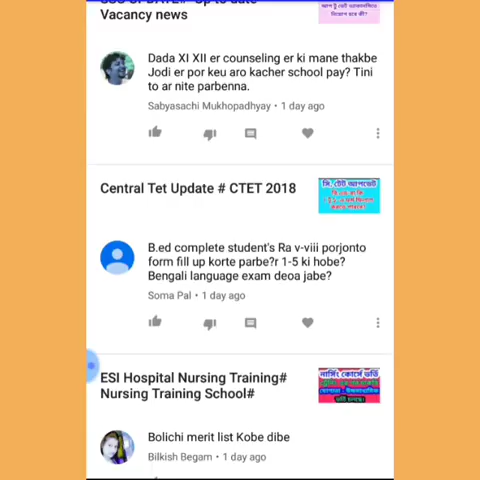 Vacancy news
Dada XI XII er counseling er ki mane thakbe
Jodi er por keu aro kacher school pay? Tini
to ar nite parbenna.
Sabyasachi Mukhopadhyay • 1 day ago
Central Tet Update # CTET 2018
সি. টেট আপডেট
B.ed complete student's Ra v-viii porjonto
form fill up korte parbe?r 1-5 ki hobe?
Bengali language exam deoa jabe?
Soma Pal • 1 day ago
ESI Hospital Nursing Training#
Nursing Training School#
নার্সিং কোর্সে ভর্তি
Bolichi merit list Kobe dibe
Bilkish Begam • 1 day ago